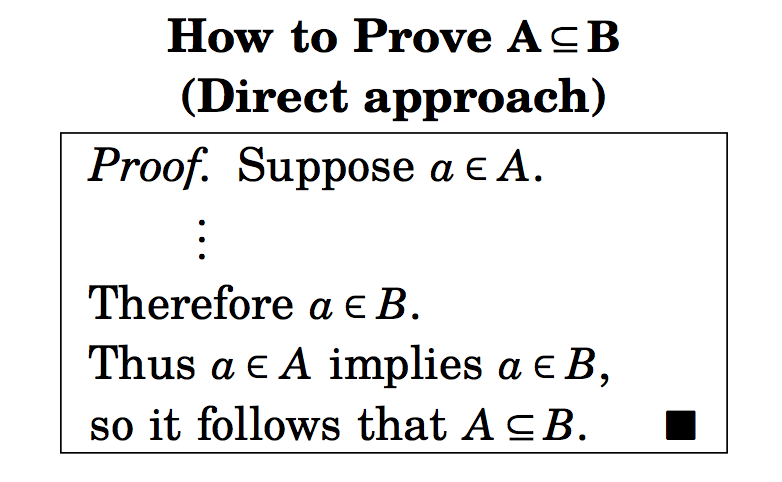 How to Prove A ⊆ B
(Direct approach)
Proof. Suppose a ∈ A.
⋮
Therefore a ∈ B.
Thus a ∈ A implies a ∈ B,
so it follows that A ⊆ B. ■